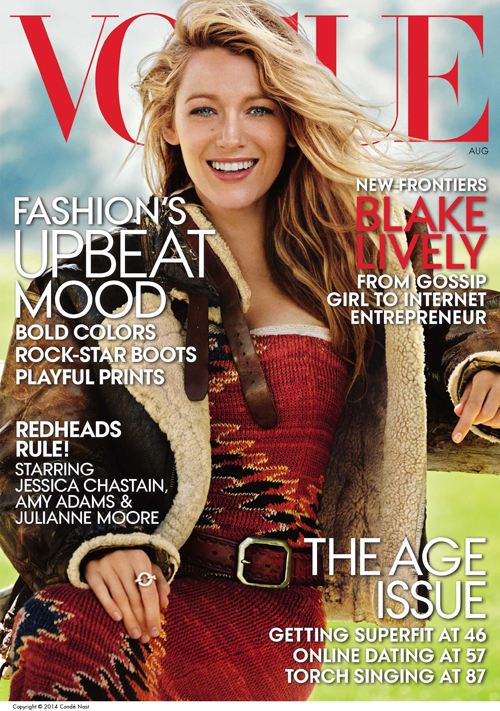 VOGUE
AUG
NEW FRONTIERS
BLAKE
LIVELY
FROM GOSSIP
GIRL TO INTERNET
ENTREPRENEUR
FASHION'S
UPBEAT
MOOD
BOLD COLORS
ROCK-STAR BOOTS
PLAYFUL PRINTS
REDHEADS
RULE!
STARRING
JESSICA CHASTAIN,
AMY ADAMS &
JULIANNE MOORE
THE AGE
ISSUE
GETTING SUPERFIT AT 46
ONLINE DATING AT 57
TORCH SINGING AT 87
Copyright © 2014 Condé Nast